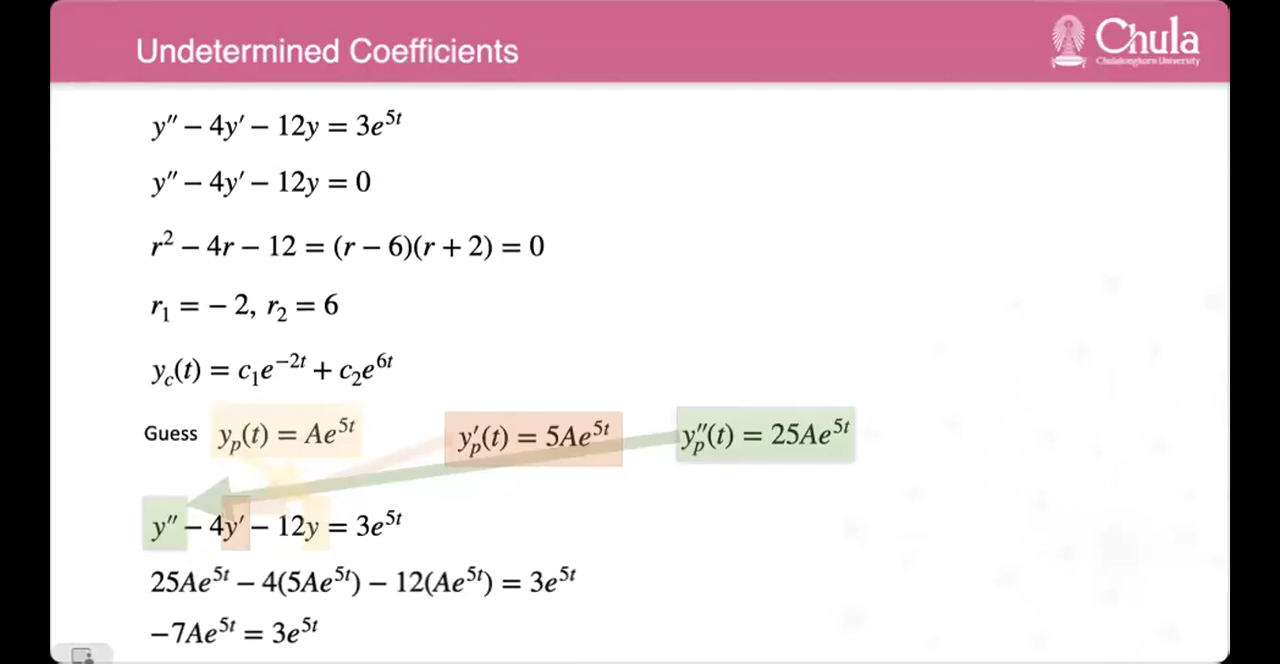 Undetermined Coefficients
Chula
Chulalongkorn University
y″ − 4y′ − 12y = 3e^{5t}
y″ − 4y′ − 12y = 0
r² − 4r − 12 = (r − 6)(r + 2) = 0
r₁ = − 2, r₂ = 6
y_c(t) = c₁e^{−2t} + c₂e^{6t}
Guess y_p(t) = Ae^{5t} y′_p(t) = 5Ae^{5t} y″_p(t) = 25Ae^{5t}
y″ − 4y′ − 12y = 3e^{5t}
25Ae^{5t} − 4(5Ae^{5t}) − 12(Ae^{5t}) = 3e^{5t}
−7Ae^{5t} = 3e^{5t}